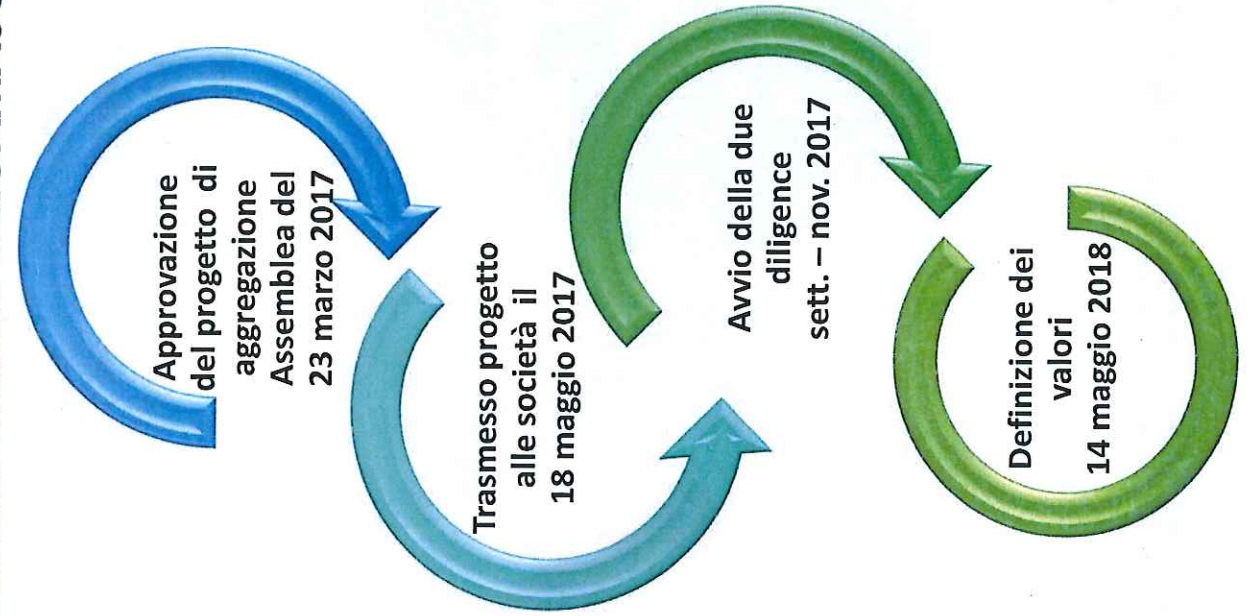 Approvazione
del progetto di
aggregazione
Assemblea del
23 marzo 2017
Trasmesso progetto
alle società il
18 maggio 2017
Avvio della due
diligence
sett. – nov. 2017
Definizione dei
valori
14 maggio 2018